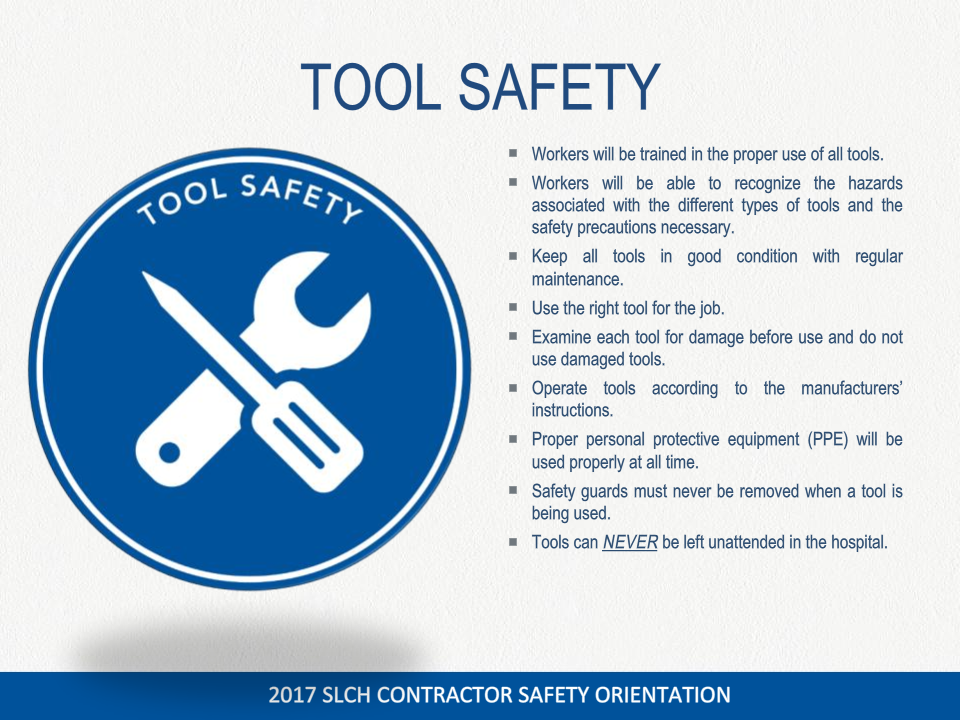 TOOL SAFETY
TOOL SAFETY
▪ Workers will be trained in the proper use of all tools.
▪ Workers will be able to recognize the hazards
associated with the different types of tools and the
safety precautions necessary.
▪ Keep all tools in good condition with regular
maintenance.
▪ Use the right tool for the job.
▪ Examine each tool for damage before use and do not
use damaged tools.
▪ Operate tools according to the manufacturers’
instructions.
▪ Proper personal protective equipment (PPE) will be
used properly at all time.
▪ Safety guards must never be removed when a tool is
being used.
▪ Tools can NEVER be left unattended in the hospital.
2017 SLCH CONTRACTOR SAFETY ORIENTATION